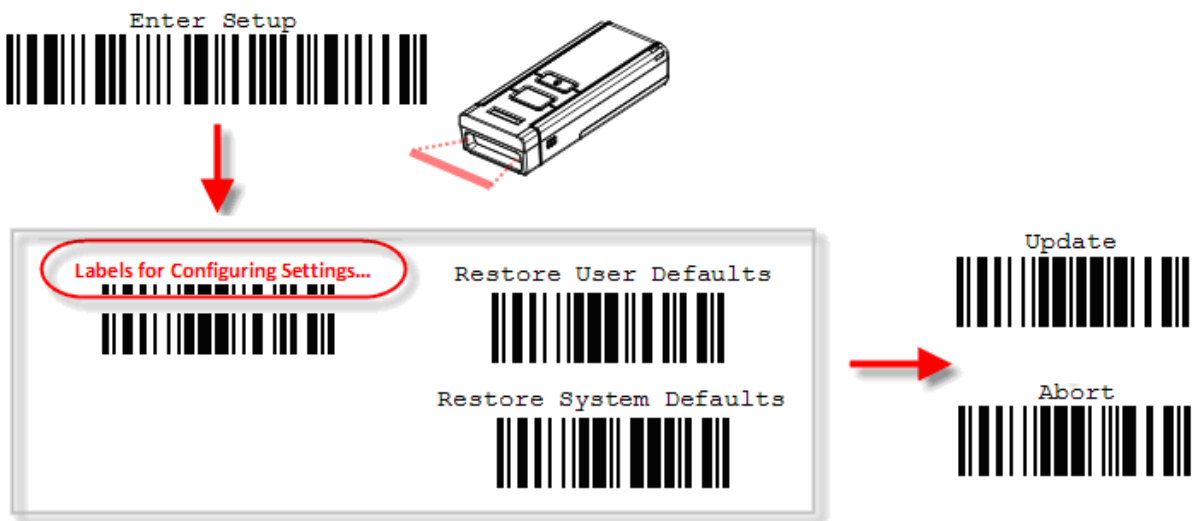 Enter Setup
Labels for Configuring Settings...
Restore User Defaults
Restore System Defaults
Update
Abort